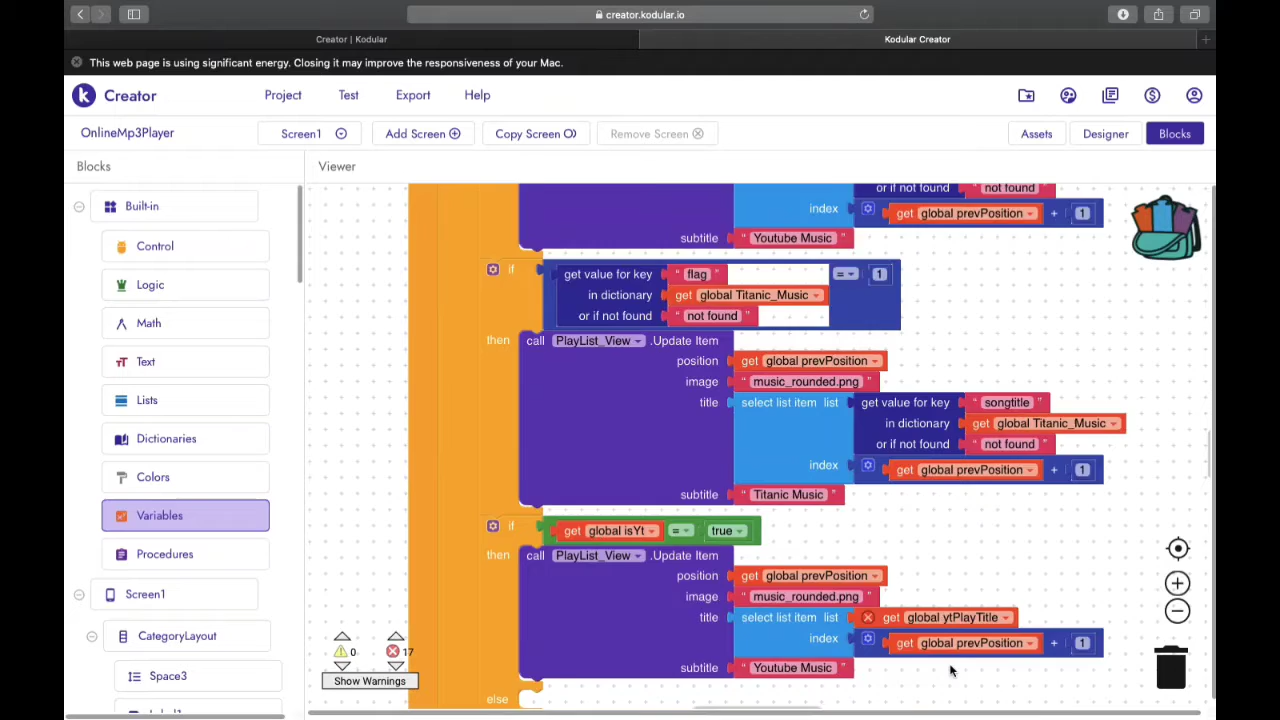 creator.kodular.io
Creator | Kodular
Kodular Creator
+
This web page is using significant energy. Closing it may improve the responsiveness of your Mac.
k Creator
Project Test Export Help
OnlineMp3Player
Screen1
Add Screen
Copy Screen
Remove Screen
Assets
Designer
Blocks
Blocks
Viewer
Built-in
Control
Logic
Math
Text
Lists
Dictionaries
Colors
Variables
Procedures
Screen1
CategoryLayout
Space3
or if not found " not found "
index get global prevPosition + 1
subtitle " Youtube Music "
if get value for key " flag " = 1
in dictionary get global Titanic_Music
or if not found " not found "
then call PlayList_View .Update Item
position get global prevPosition
image " music_rounded.png "
title select list item list get value for key " songtitle "
in dictionary get global Titanic_Music
or if not found " not found "
index get global prevPosition + 1
subtitle " Titanic Music "
if get global isYt = true
then call PlayList_View .Update Item
position get global prevPosition
image " music_rounded.png "
title select list item list get global ytPlayTitle
index get global prevPosition + 1
subtitle " Youtube Music "
else
0 17
Show Warnings